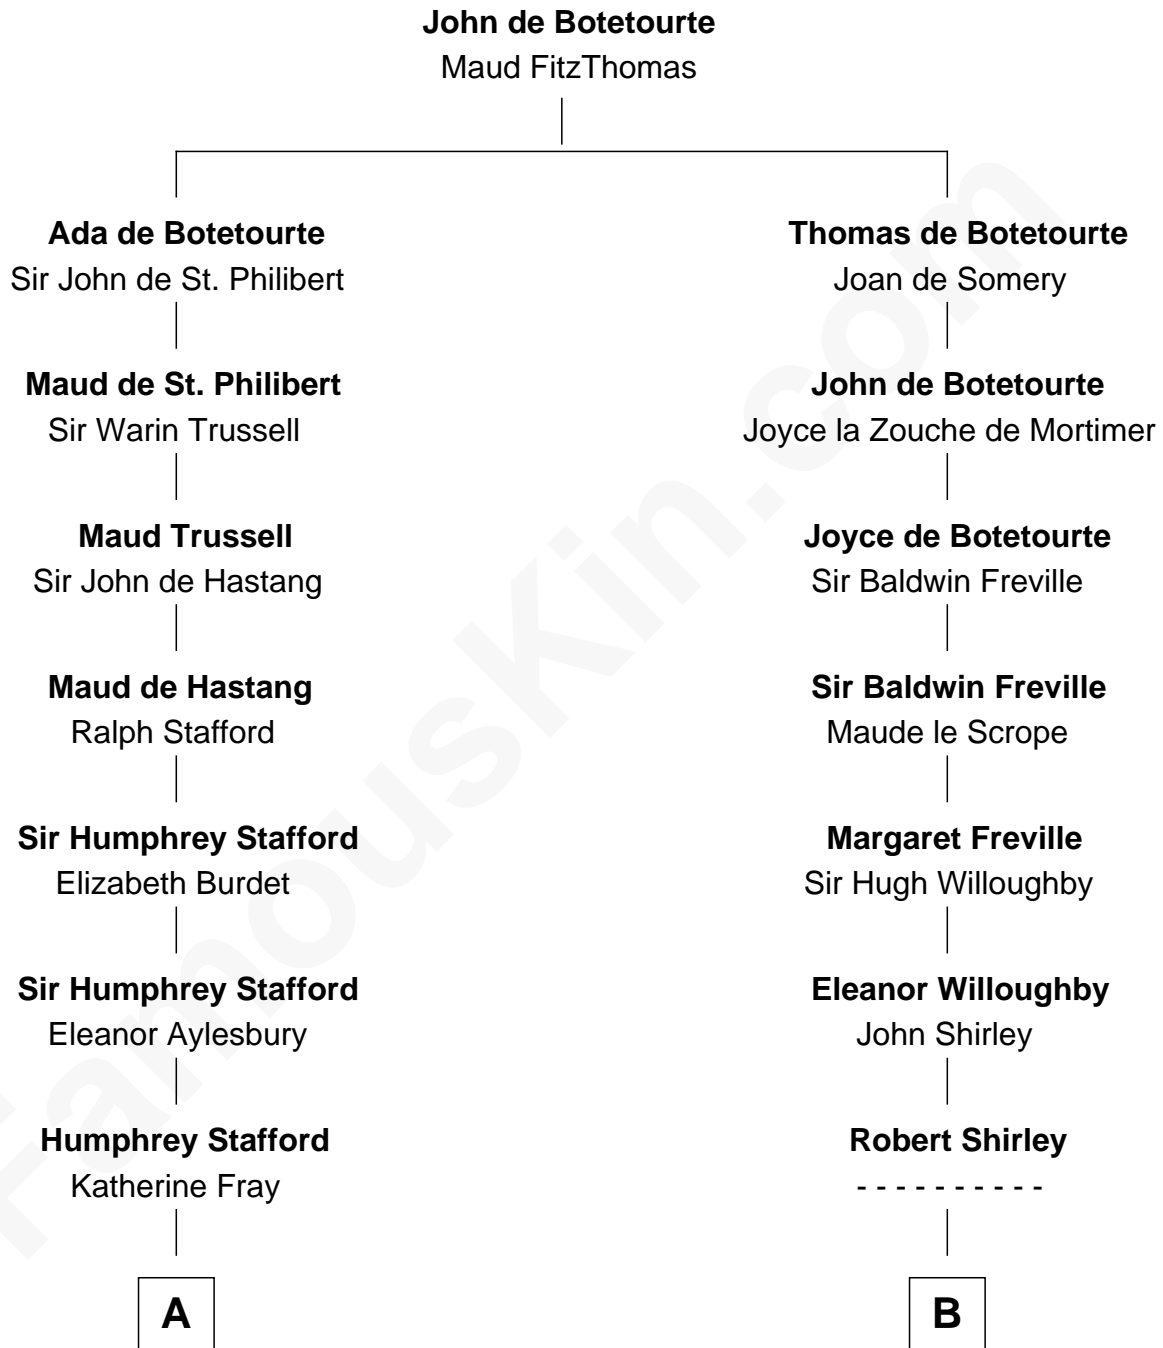 John de Botetourte
Maud FitzThomas
Ada de Botetourte
Sir John de St. Philibert
Maud de St. Philibert
Sir Warin Trussell
Maud Trussell
Sir John de Hastang
Maud de Hastang
Ralph Stafford
Sir Humphrey Stafford
Elizabeth Burdet
Sir Humphrey Stafford
Eleanor Aylesbury
Humphrey Stafford
Katherine Fray
A
Thomas de Botetourte
Joan de Somery
John de Botetourte
Joyce la Zouche de Mortimer
Joyce de Botetourte
Sir Baldwin Freville
Sir Baldwin Freville
Maude le Scrope
Margaret Freville
Sir Hugh Willoughby
Eleanor Willoughby
John Shirley
Robert Shirley
- - - - - - - - - -
B
FamousKin.com